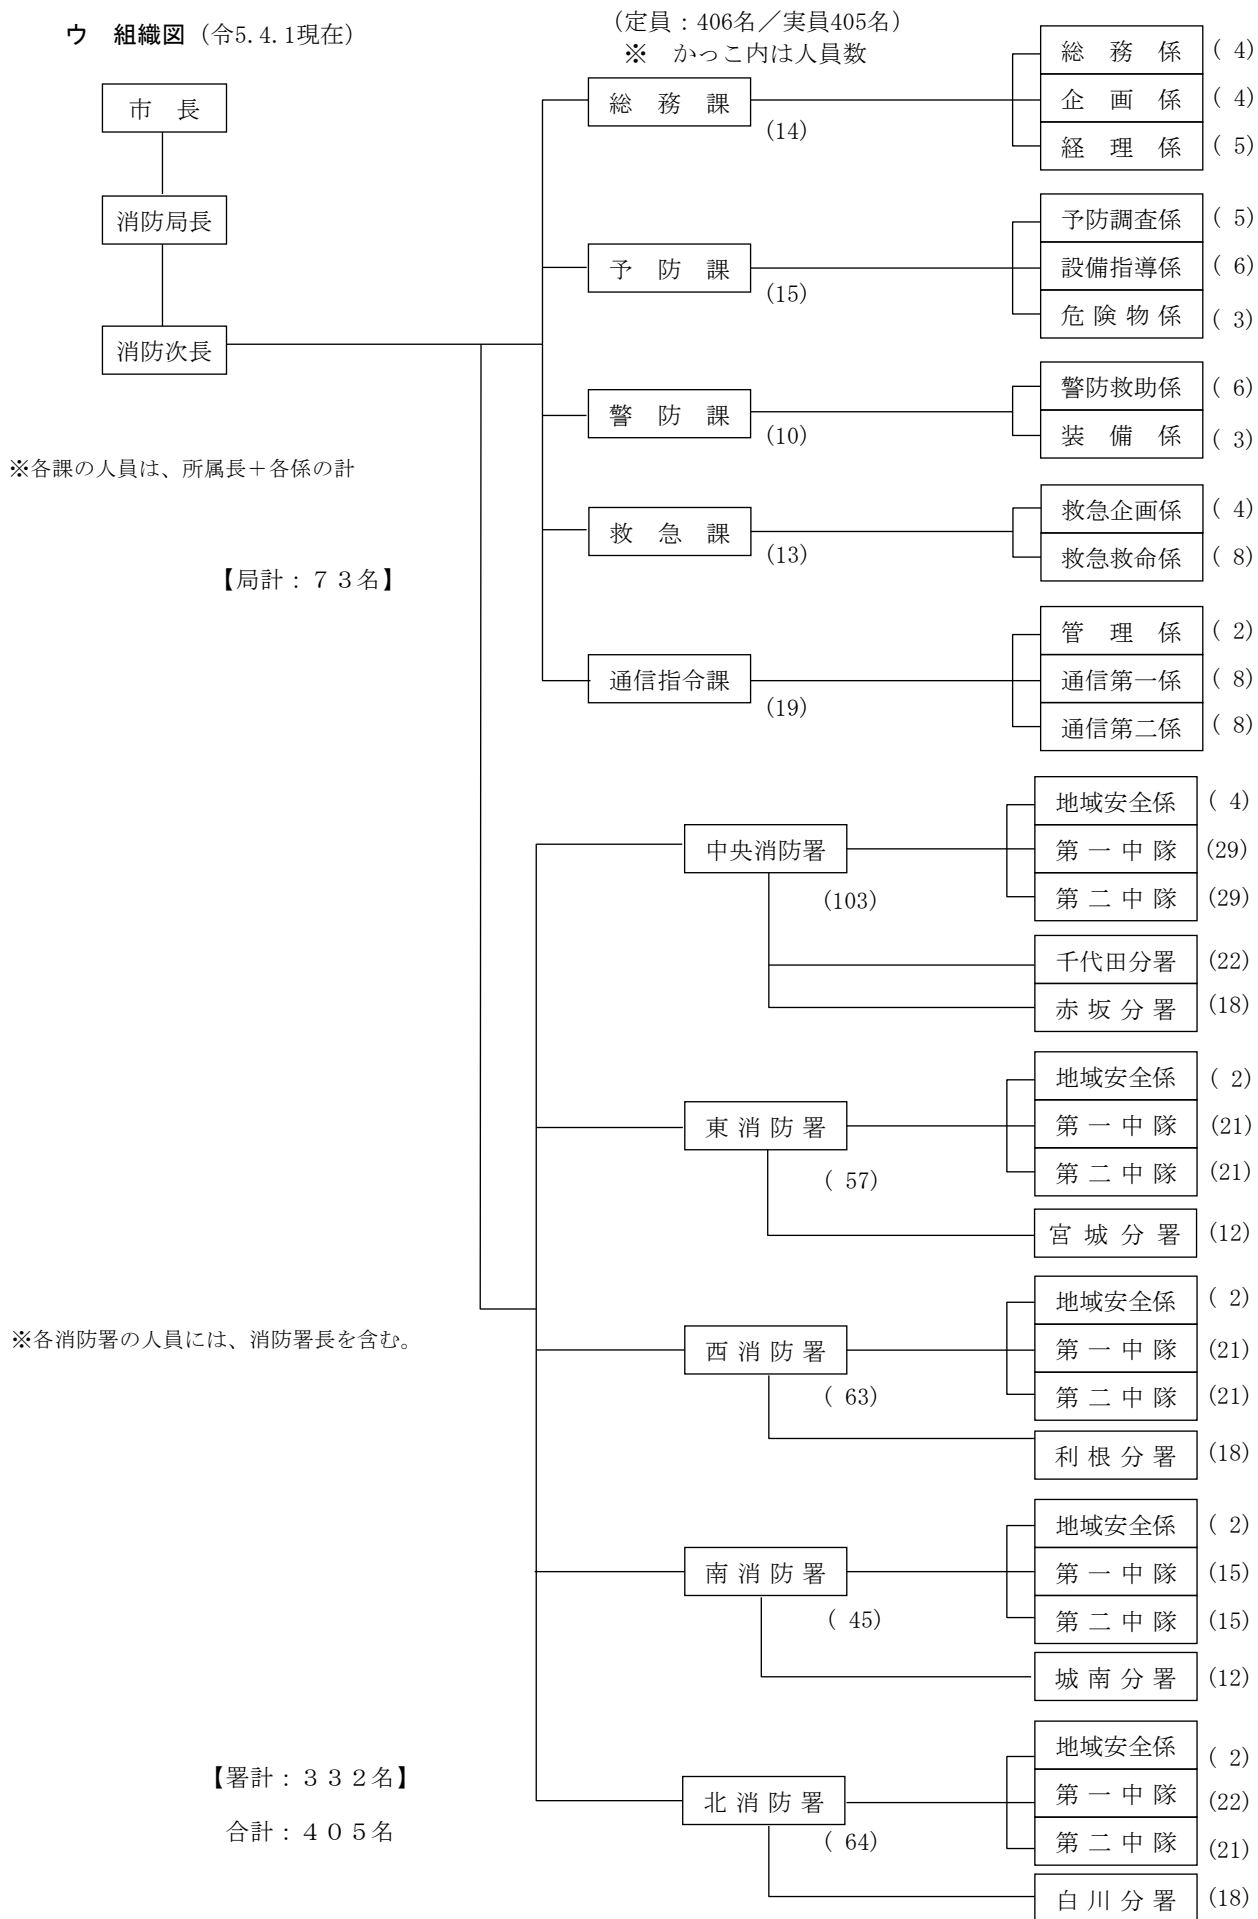 ウ　組織図（令5.4.1現在）
（定員：406名／実員405名）
※　かっこ内は人員数
市　長
消防局長
消防次長
※各課の人員は、所属長＋各係の計
【局計：７３名】
総　務　課
(14)
総　務　係 ( 4)
企　画　係 ( 4)
経　理　係 ( 5)
予　防　課
(15)
予防調査係 ( 5)
設備指導係 ( 6)
危険物係 ( 3)
警　防　課
(10)
警防救助係 ( 6)
装　備　係 ( 3)
救　急　課
(13)
救急企画係 ( 4)
救急救命係 ( 8)
通信指令課
(19)
管　理　係 ( 2)
通信第一係 ( 8)
通信第二係 ( 8)
中央消防署
(103)
地域安全係 ( 4)
第一中隊 (29)
第二中隊 (29)
千代田分署 (22)
赤坂分署 (18)
東消防署
( 57)
地域安全係 ( 2)
第一中隊 (21)
第二中隊 (21)
宮城分署 (12)
※各消防署の人員には、消防署長を含む。
西消防署
( 63)
地域安全係 ( 2)
第一中隊 (21)
第二中隊 (21)
利根分署 (18)
南消防署
( 45)
地域安全係 ( 2)
第一中隊 (15)
第二中隊 (15)
城南分署 (12)
【署計：３３２名】
合計：４０５名
北消防署
( 64)
地域安全係 ( 2)
第一中隊 (22)
第二中隊 (21)
白川分署 (18)